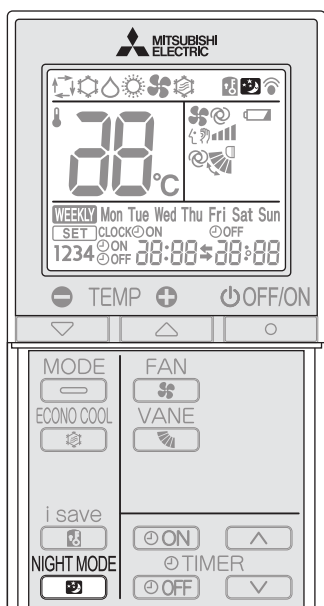 MITSUBISHI
ELECTRIC
88°C
WEEKLY Mon Tue Wed Thu Fri Sat Sun
SET CLOCK ON OFF
1234 ON OFF 88:88 88:88
TEMP OFF/ON
MODE FAN
ECONO COOL VANE
i save
ON
NIGHT MODE TIMER
OFF